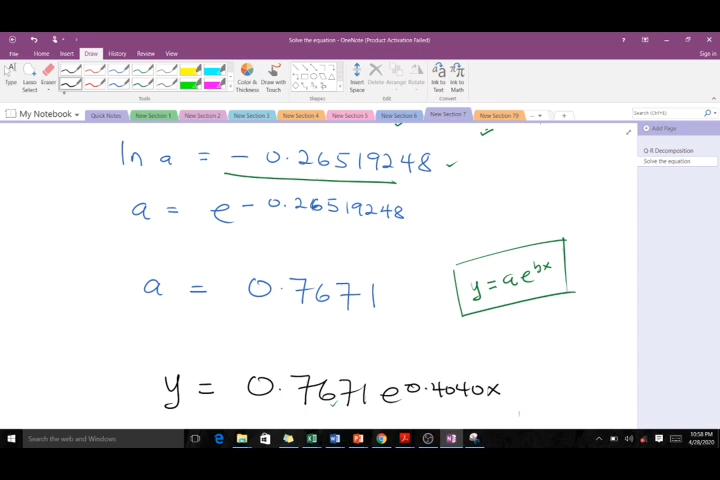 Solve the equation - OneNote (Product Activation Failed)
File Home Insert Draw History Review View
Sign in
Type Lasso Select Eraser Color & Thickness Draw with Touch Insert Space Delete Arrange Ink to Text Ink to Math
Tools Shapes Edit Convert
My Notebook Quick Notes New Section 1 New Section 2 New Section 3 New Section 4 New Section 5 New Section 6 New Section 7 New Section 79
Search (Ctrl+E)
Add Page
Q-R Decomposition
Solve the equation
ln a = - 0.26519248
a = e^- 0.26519248
a = 0.7671
y = ae^bx
y = 0.7671 e^0.4040x
Search the Web and Windows
10:58 PM
4/28/2020